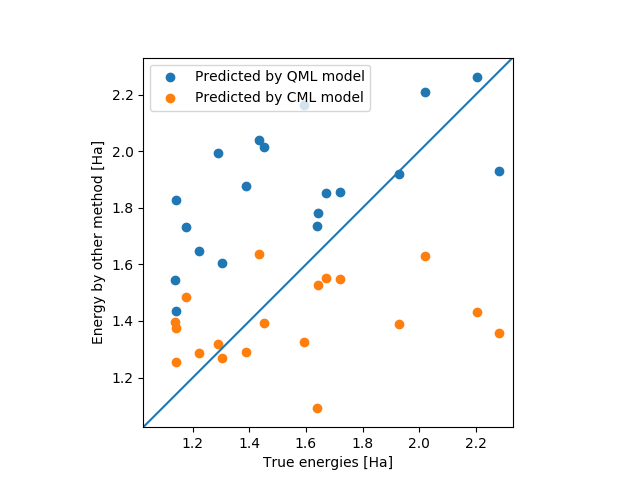 Predicted by QML model
Predicted by CML model
2.2
2.0
1.8
1.6
1.4
1.2
Energy by other method [Ha]
1.2 1.4 1.6 1.8 2.0 2.2
True energies [Ha]